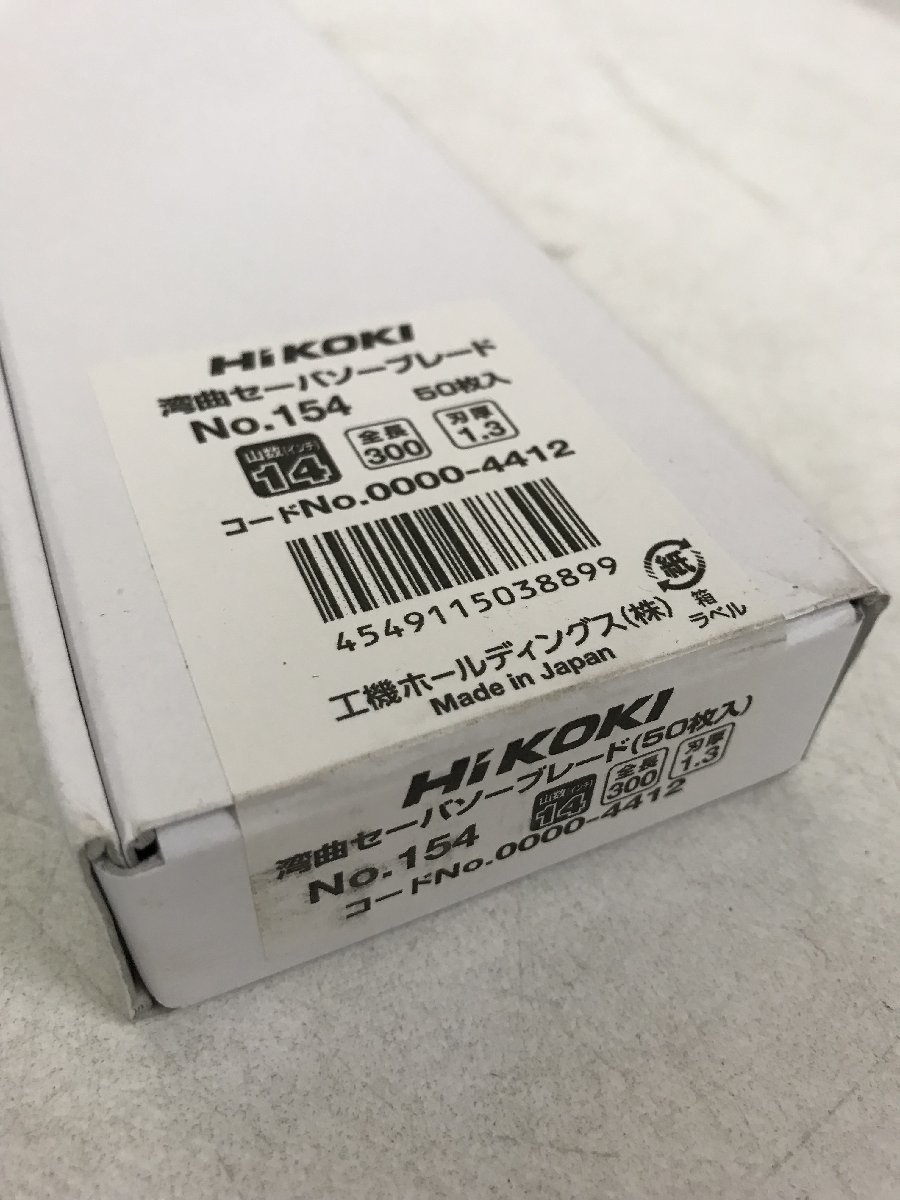 HiKOKI
湾曲セーバソーブレード
No.154 50枚入
山数(インチ) 14 全長 300 刃厚 1.3
コードNo.0000-4412
4549115038899
紙
箱
ラベル
工機ホールディングス(株)
Made in Japan
HiKOKI
湾曲セーバソーブレード(50枚入)
No.154 山数(インチ) 14 全長 300 刃厚 1.3
コードNo.0000-4412